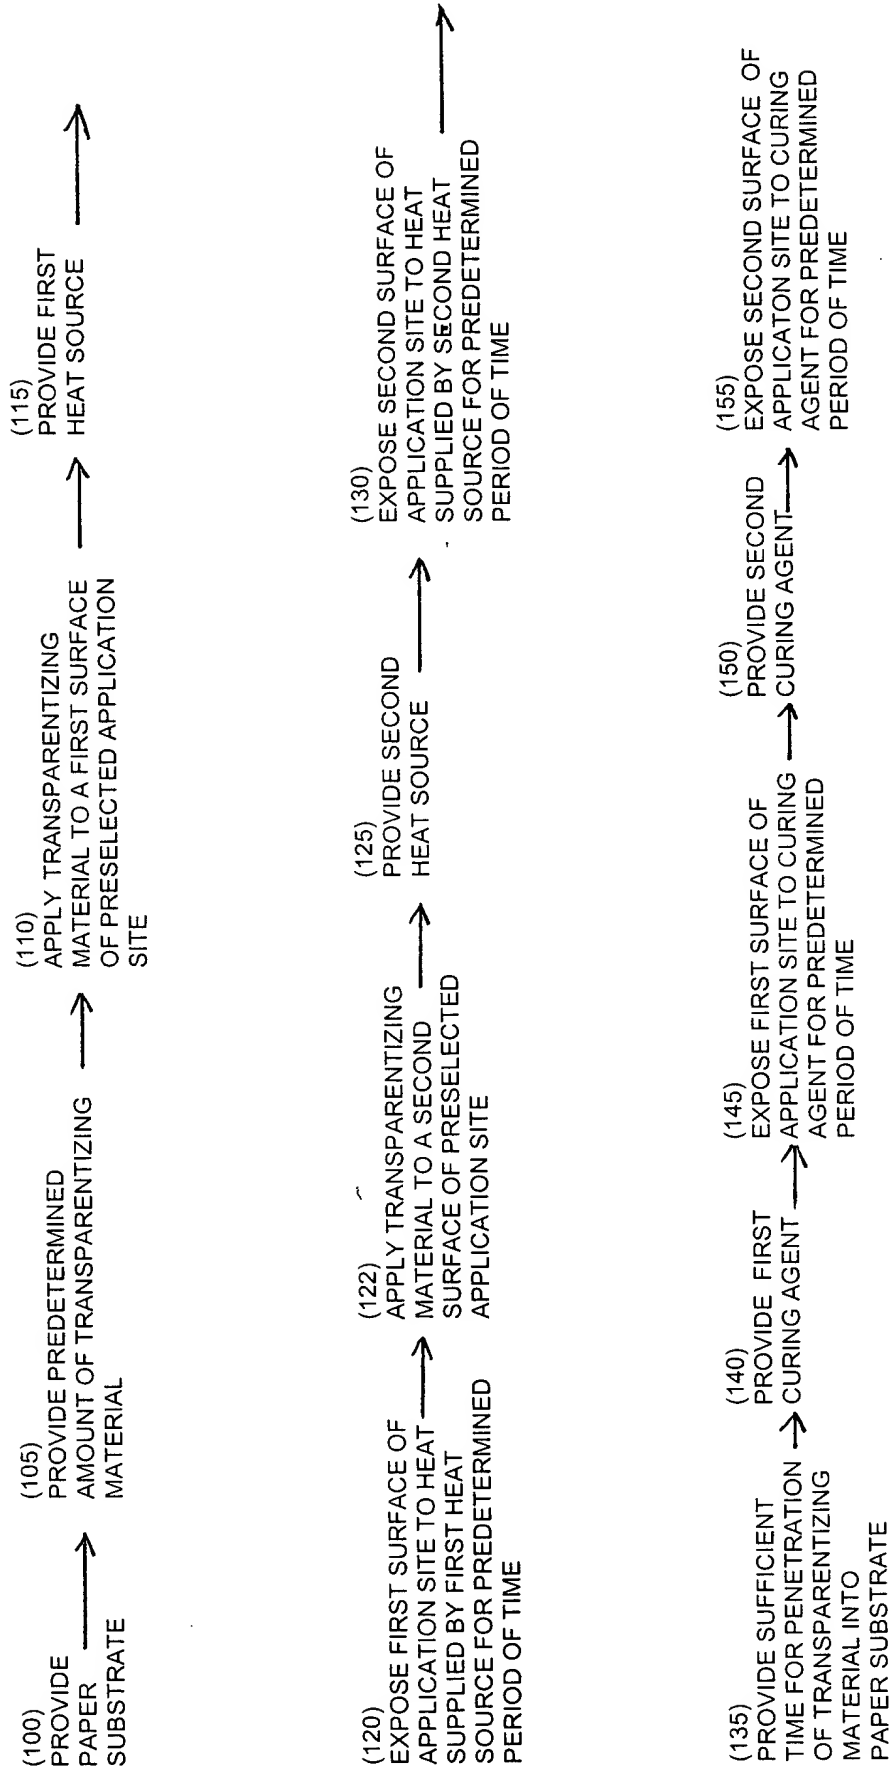 (100)
PROVIDE
PAPER
SUBSTRATE
(105)
PROVIDE PREDETERMINED
AMOUNT OF TRANSPARENTIZING
MATERIAL
(110)
APPLY TRANSPARENTIZING
MATERIAL TO A FIRST SURFACE
OF PRESELECTED APPLICATION
SITE
(115)
PROVIDE FIRST
HEAT SOURCE
(120)
EXPOSE FIRST SURFACE OF
APPLICATION SITE TO HEAT
SUPPLIED BY FIRST HEAT
SOURCE FOR PREDETERMINED
PERIOD OF TIME
(122)
APPLY TRANSPARENTIZING
MATERIAL TO A SECOND
SURFACE OF PRESELECTED
APPLICATION SITE
(125)
PROVIDE SECOND
HEAT SOURCE
(130)
EXPOSE SECOND SURFACE OF
APPLICATION SITE TO HEAT
SUPPLIED BY SECOND HEAT
SOURCE FOR PREDETERMINED
PERIOD OF TIME
(135)
PROVIDE SUFFICIENT
TIME FOR PENETRATION
OF TRANSPARENTIZING
MATERIAL INTO
PAPER SUBSTRATE
(140)
PROVIDE FIRST
CURING AGENT
(145)
EXPOSE FIRST SURFACE OF
APPLICATION SITE TO CURING
AGENT FOR PREDETERMINED
PERIOD OF TIME
(150)
PROVIDE SECOND
CURING AGENT
(155)
EXPOSE SECOND SURFACE OF
APPLICATON SITE TO CURING
AGENT FOR PREDETERMINED
PERIOD OF TIME